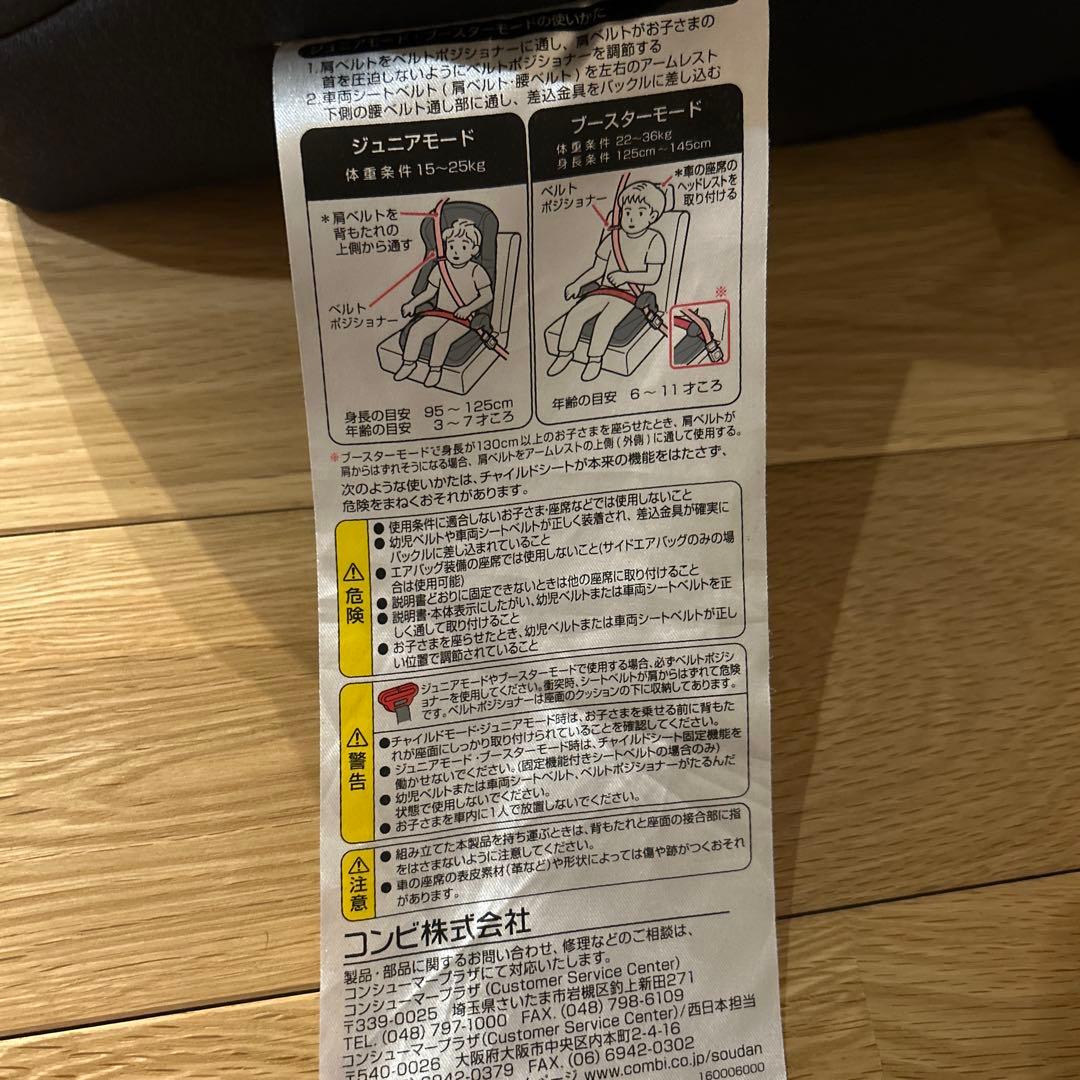 ジュニアモード・ブースターモードの使いかた
1.肩ベルトをベルトポジショナーに通し、肩ベルトがお子さまの
首を圧迫しないようにベルトポジショナーを調節する
2.車両シートベルト(肩ベルト・腰ベルト)を左右のアームレスト
下側の腰ベルト通し部に通し、差込金具をバックルに差し込む
ジュニアモード
体重条件 15~25kg
*肩ベルトを
背もたれの
上側から通す
ベルト
ポジショナー
身長の目安 95~125cm
年齢の目安 3~7才ころ
ブースターモード
体重条件 22~36kg
身長条件 125cm~145cm
ベルト
ポジショナー
*車の座席の
ヘッドレストを
取り付ける
※
年齢の目安 6~11才ころ
※ブースターモードで身長が130cm以上のお子さまを座らせたとき、肩ベルトが
肩からはずれそうになる場合、肩ベルトをアームレストの上側(外側)に通して使用する。
次のような使いかたは、チャイルドシートが本来の機能をはたさず、
危険をまねくおそれがあります。
危険
●使用条件に適合しないお子さま・座席などでは使用しないこと
●幼児ベルトや車両シートベルトが正しく装着され、差込金具が確実に
バックルに差し込まれていること
●エアバッグ装備の座席では使用しないこと(サイドエアバッグのみの場
合は使用可能)
●説明書どおりに固定できないときは他の座席に取り付けること
●説明書・本体表示にしたがい、幼児ベルトまたは車両シートベルトを正
しく通して取り付けること
●お子さまを座らせたとき、幼児ベルトまたは車両シートベルトが正し
い位置で調節されていること
警告
ジュニアモードやブースターモードで使用する場合、必ずベルトポジシ
ョナーを使用してください。衝突時、シートベルトが肩からはずれて危険
です。ベルトポジショナーは座面のクッションの下に収納してあります。
●チャイルドモード・ジュニアモード時は、お子さまを乗せる前に背もた
れが座面にしっかり取り付けられていることを確認してください。
●ジュニアモード・ブースターモード時は、チャイルドシート固定機能を
働かせないでください。(固定機能付きシートベルトの場合のみ)
●幼児ベルトまたは車両シートベルト、ベルトポジショナーがたるんだ
状態で使用しないでください。
●お子さまを車内に1人で放置しないでください。
注意
●組み立てた本製品を持ち運ぶときは、背もたれと座面の接合部に指
をはさまないように注意してください。
●車の座席の表皮素材(革など)や形状によっては傷や跡がつくおそれ
があります。
コンビ株式会社
製品・部品に関するお問い合わせ、修理などのご相談は、
コンシューマープラザにて対応いたします。
コンシューマープラザ(Customer Service Center)
〒339-0025 埼玉県さいたま市岩槻区釣上新田271
TEL. (048) 797-1000 FAX. (048) 798-6109
コンシューマープラザ(Customer Service Center)/西日本担当
〒540-0026 大阪府大阪市中央区内本町2-4-16
6942-0379 FAX. (06) 6942-0302
ページ www.combi.co.jp/soudan
160006000